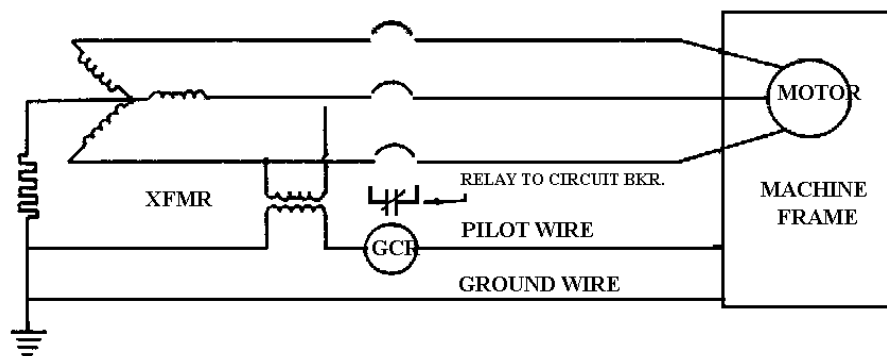 MOTOR
RELAY TO CIRCUIT BKR.
XFMR
MACHINE
FRAME
PILOT WIRE
GCR
GROUND WIRE